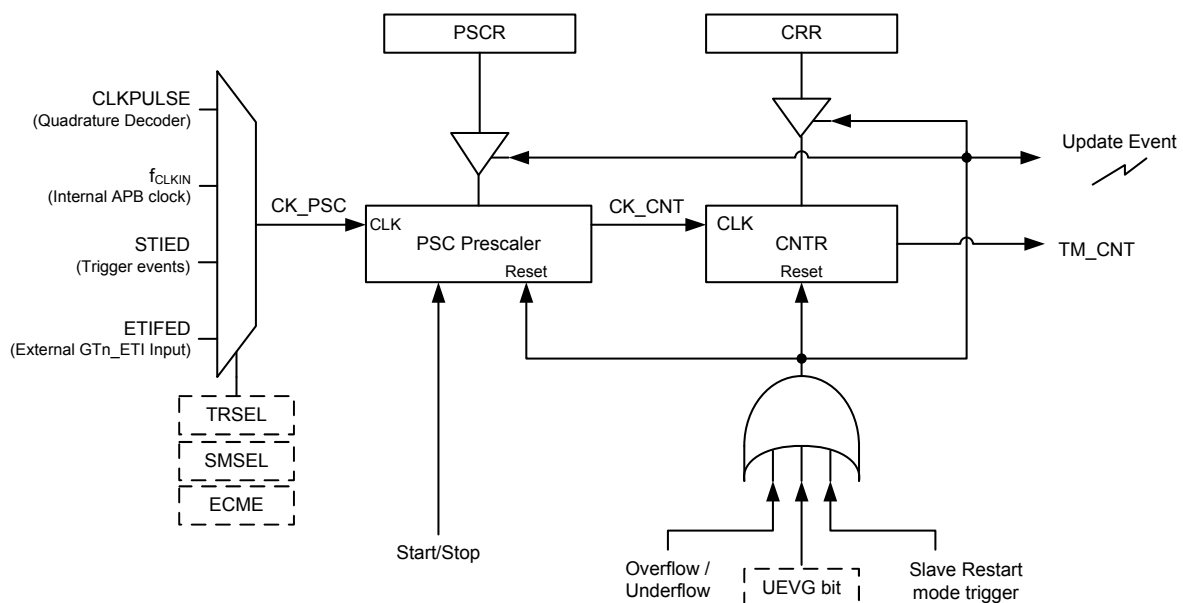 PSCR
CRR
CLKPULSE
(Quadrature Decoder)
Update Event
fCLKIN
(Internal APB clock)
CK_PSC
CK_CNT
CLK
PSC Prescaler
Reset
CLK
CNTR
Reset
TM_CNT
STIED
(Trigger events)
ETIFED
(External GTn_ETI Input)
TRSEL
SMSEL
ECME
Start/Stop
Overflow /
Underflow
UEVG bit
Slave Restart
mode trigger